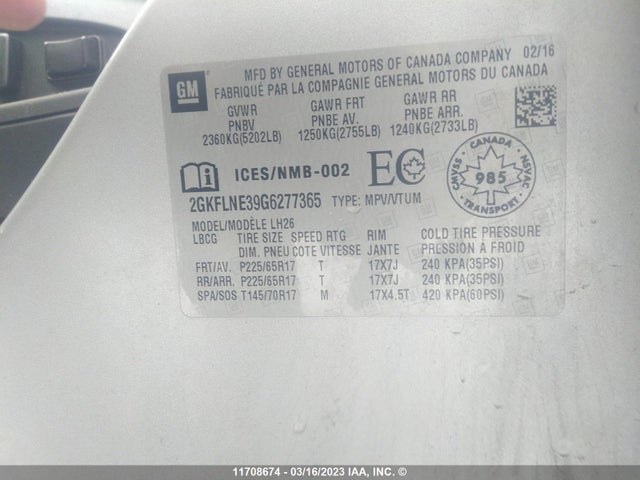 GM
MFD BY GENERAL MOTORS OF CANADA COMPANY 02/16
FABRIQUÉ PAR LA COMPAGNIE GENERAL MOTORS DU CANADA
GVWR GAWR FRT GAWR RR
PNBV PNBE AV. PNBE ARR.
2360KG(5202LB) 1250KG(2755LB) 1240KG(2733LB)
ICES/NMB-002 EC
CANADA
CMVSS 985 NSVAC
TRANSPORT
2GKFLNE39G6277365 TYPE: MPV/VTUM
MODEL/MODÈLE LH26
LBCG TIRE SIZE SPEED RTG RIM COLD TIRE PRESSURE
DIM. PNEU COTE VITESSE JANTE PRESSION A FROID
FRT/AV. P225/65R17 T 17X7J 240 KPA(35PSI)
RR/ARR. P225/65R17 T 17X7J 240 KPA(35PSI)
SPA/SOS T145/70R17 M 17X4.5T 420 KPA(60PSI)
11708674 - 03/16/2023 IAA, INC. ©